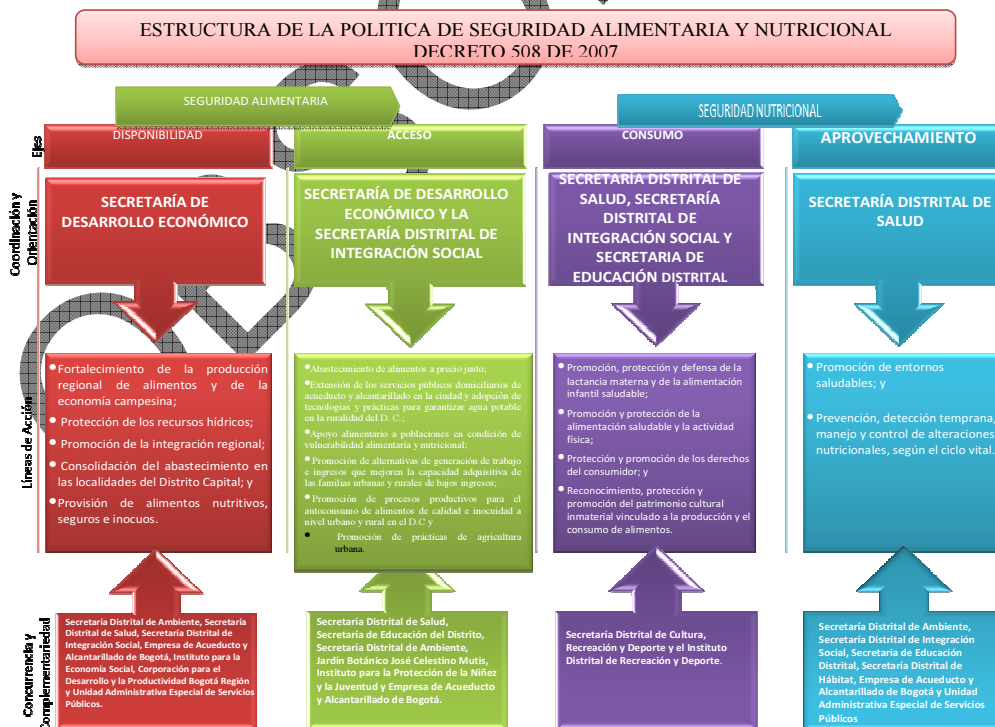 ESTRUCTURA DE LA POLITICA DE SEGURIDAD ALIMENTARIA Y NUTRICIONAL
DECRETO 508 DE 2007
SEGURIDAD ALIMENTARIA
SEGURIDAD NUTRICIONAL
Ejes
DISPONIBILIDAD
ACCESO
CONSUMO
APROVECHAMIENTO
Coordinación y
Orientación
SECRETARÍA DE
DESARROLLO ECONÓMICO
SECRETARÍA DE DESARROLLO
ECONÓMICO Y LA
SECRETARÍA DISTRITAL DE
INTEGRACIÓN SOCIAL
SECRETARÍA DISTRITAL DE
SALUD, SECRETARÍA
DISTRITAL DE
INTEGRACIÓN SOCIAL Y
SECRETARIA DE
EDUCACIÓN DISTRITAL
SECRETARÍA DISTRITAL DE
SALUD
Líneas de Acción
•Fortalecimiento de la producción
regional de alimentos y de la
economía campesina;
• Protección de los recursos hídricos;
• Promoción de la integración regional;
• Consolidación del abastecimiento en
las localidades del Distrito Capital; y
•Provisión de alimentos nutritivos,
seguros e inocuos.
•Abastecimiento de alimentos a precio justo;
•Extensión de los servicios públicos domiciliarios de
acueducto y alcantarillado en la ciudad y adopción de
tecnologías y prácticas para garantizar agua potable
en la ruralidad del D. C.;
•Apoyo alimentario a poblaciones en condición de
vulnerabilidad alimentaria y nutricional;
• Promoción de alternativas de generación de trabajo
e ingresos que mejoren la capacidad adquisitiva de
las familias urbanas y rurales de bajos ingresos;
•Promoción de procesos productivos para el
autoconsumo de alimentos de calidad e inocuidad a
nivel urbano y rural en el D.C y
• Promoción de prácticas de agricultura
urbana.
• Promoción, protección y defensa de la
lactancia materna y de la alimentación
infantil saludable;
• Promoción y protección de la
alimentación saludable y la actividad
física;
• Protección y promoción de los derechos
del consumidor; y
• Reconocimiento, protección y
promoción del patrimonio cultural
inmaterial vinculado a la producción y el
consumo de alimentos.
• Promoción de entornos
saludables; y
• Prevención, detección temprana,
manejo y control de alteraciones
nutricionales, según el ciclo vital.
Concurrencia y
Complementariedad
Secretaría Distrital de Ambiente, Secretaría
Distrital de Salud, Secretaría Distrital de
Integración Social, Empresa de Acueducto y
Alcantarillado de Bogotá, Instituto para la
Economía Social, Corporación para el
Desarrollo y la Productividad Bogotá Región
y Unidad Administrativa Especial de Servicios
Públicos.
Secretaría Distrital de Salud,
Secretaría de Educación del Distrito,
Secretaría Distrital de Ambiente,
Jardín Botánico José Celestino Mutis,
Instituto para la Protección de la Niñez
y la Juventud y Empresa de Acueducto
y Alcantarillado de Bogotá.
Secretaría Distrital de Cultura,
Recreación y Deporte y el Instituto
Distrital de Recreación y Deporte.
Secretaría Distrital de Ambiente,
Secretaría Distrital de Integración
Social, Secretaria de Educación
Distrital, Secretaría Distrital de
Hábitat, Empresa de Acueducto y
Alcantarillado de Bogotá y Unidad
Administrativa Especial de Servicios
Públicos